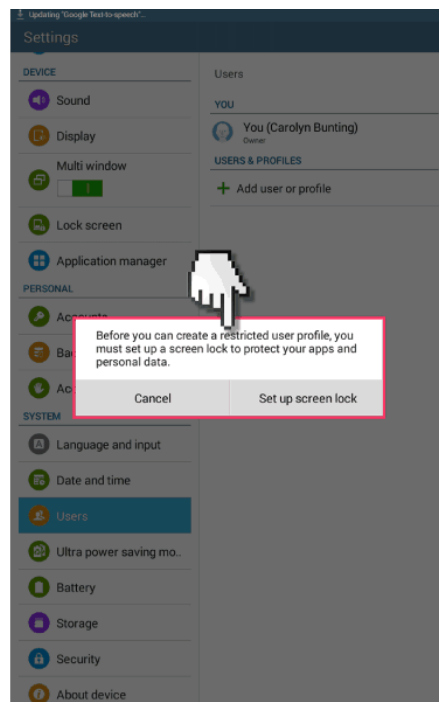 Updating "Google Text-to-speech"..
Settings
DEVICE
Sound
Display
Multi window
Lock screen
Application manager
PERSONAL
SYSTEM
Language and input
Date and time
Users
Ultra power saving mo..
Battery
Storage
Security
About device
Users
YOU
You (Carolyn Bunting)
Owner
USERS & PROFILES
Add user or profile
Before you can create a restricted user profile, you
must set up a screen lock to protect your apps and
personal data.
Cancel
Set up screen lock